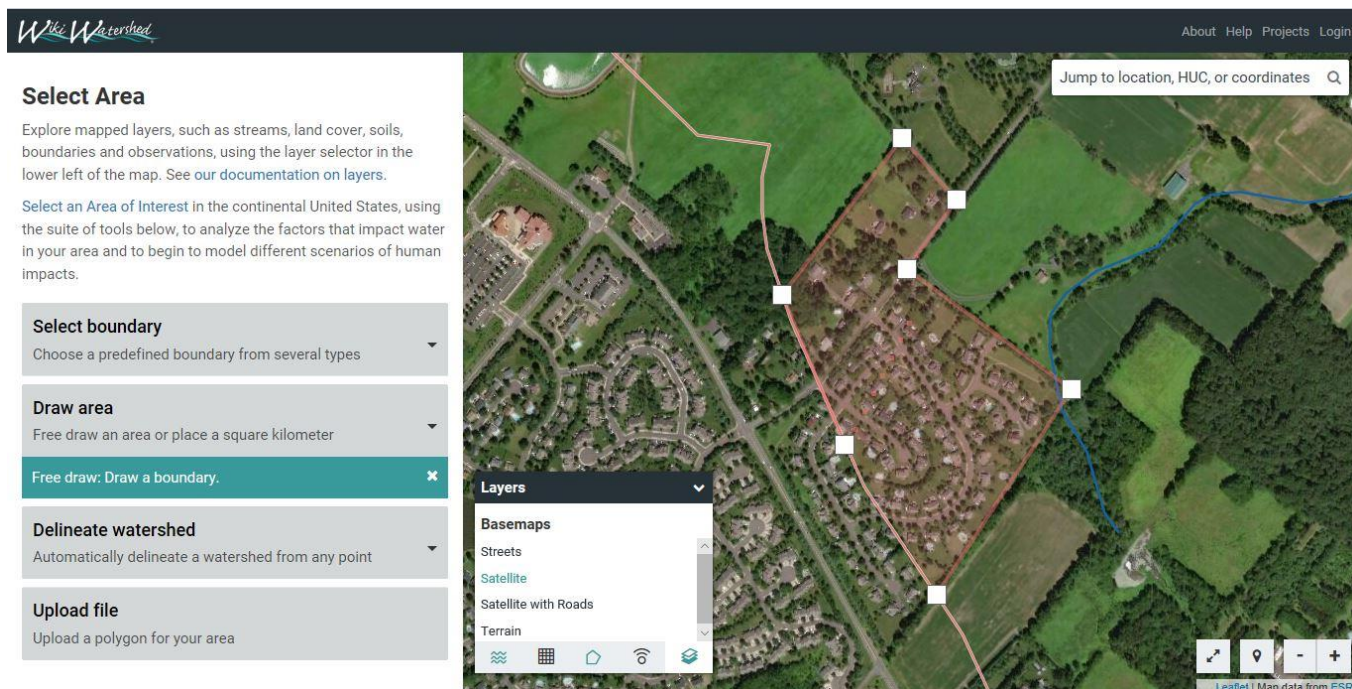 Wiki Watershed
About Help Projects Login
Select Area
Explore mapped layers, such as streams, land cover, soils,
boundaries and observations, using the layer selector in the
lower left of the map. See our documentation on layers.
Select an Area of Interest in the continental United States, using
the suite of tools below, to analyze the factors that impact water
in your area and to begin to model different scenarios of human
impacts.
Select boundary
Choose a predefined boundary from several types
Draw area
Free draw an area or place a square kilometer
Free draw: Draw a boundary.
Delineate watershed
Automatically delineate a watershed from any point
Upload file
Upload a polygon for your area
Jump to location, HUC, or coordinates
Layers
Basemaps
Streets
Satellite
Satellite with Roads
Terrain
Leaflet | Map data from ESR